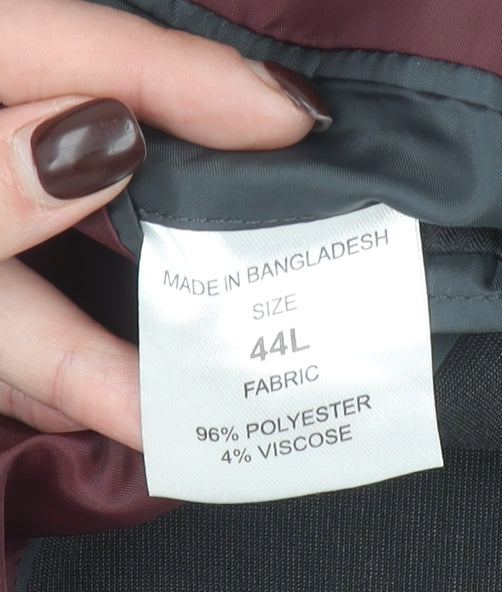 MADE IN BANGLADESH
SIZE
44L
FABRIC
96% POLYESTER
4% VISCOSE